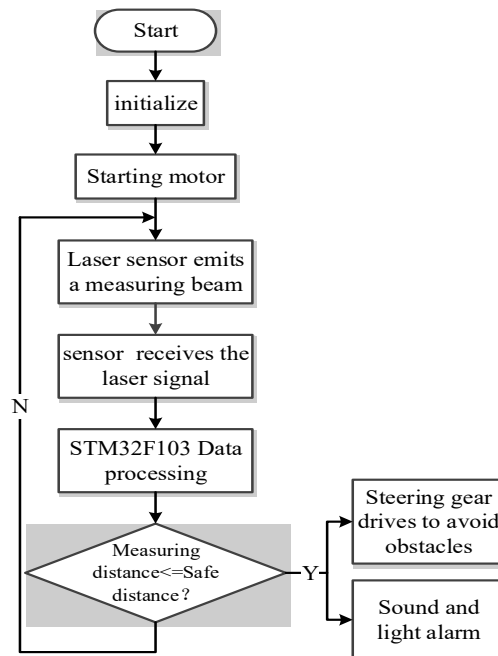 Start
initialize
Starting motor
Laser sensor emits
a measuring beam
sensor receives the
laser signal
N
STM32F103 Data
processing
Measuring
distance<=Safe
distance？
Y
Steering gear
drives to avoid
obstacles
Sound and
light alarm